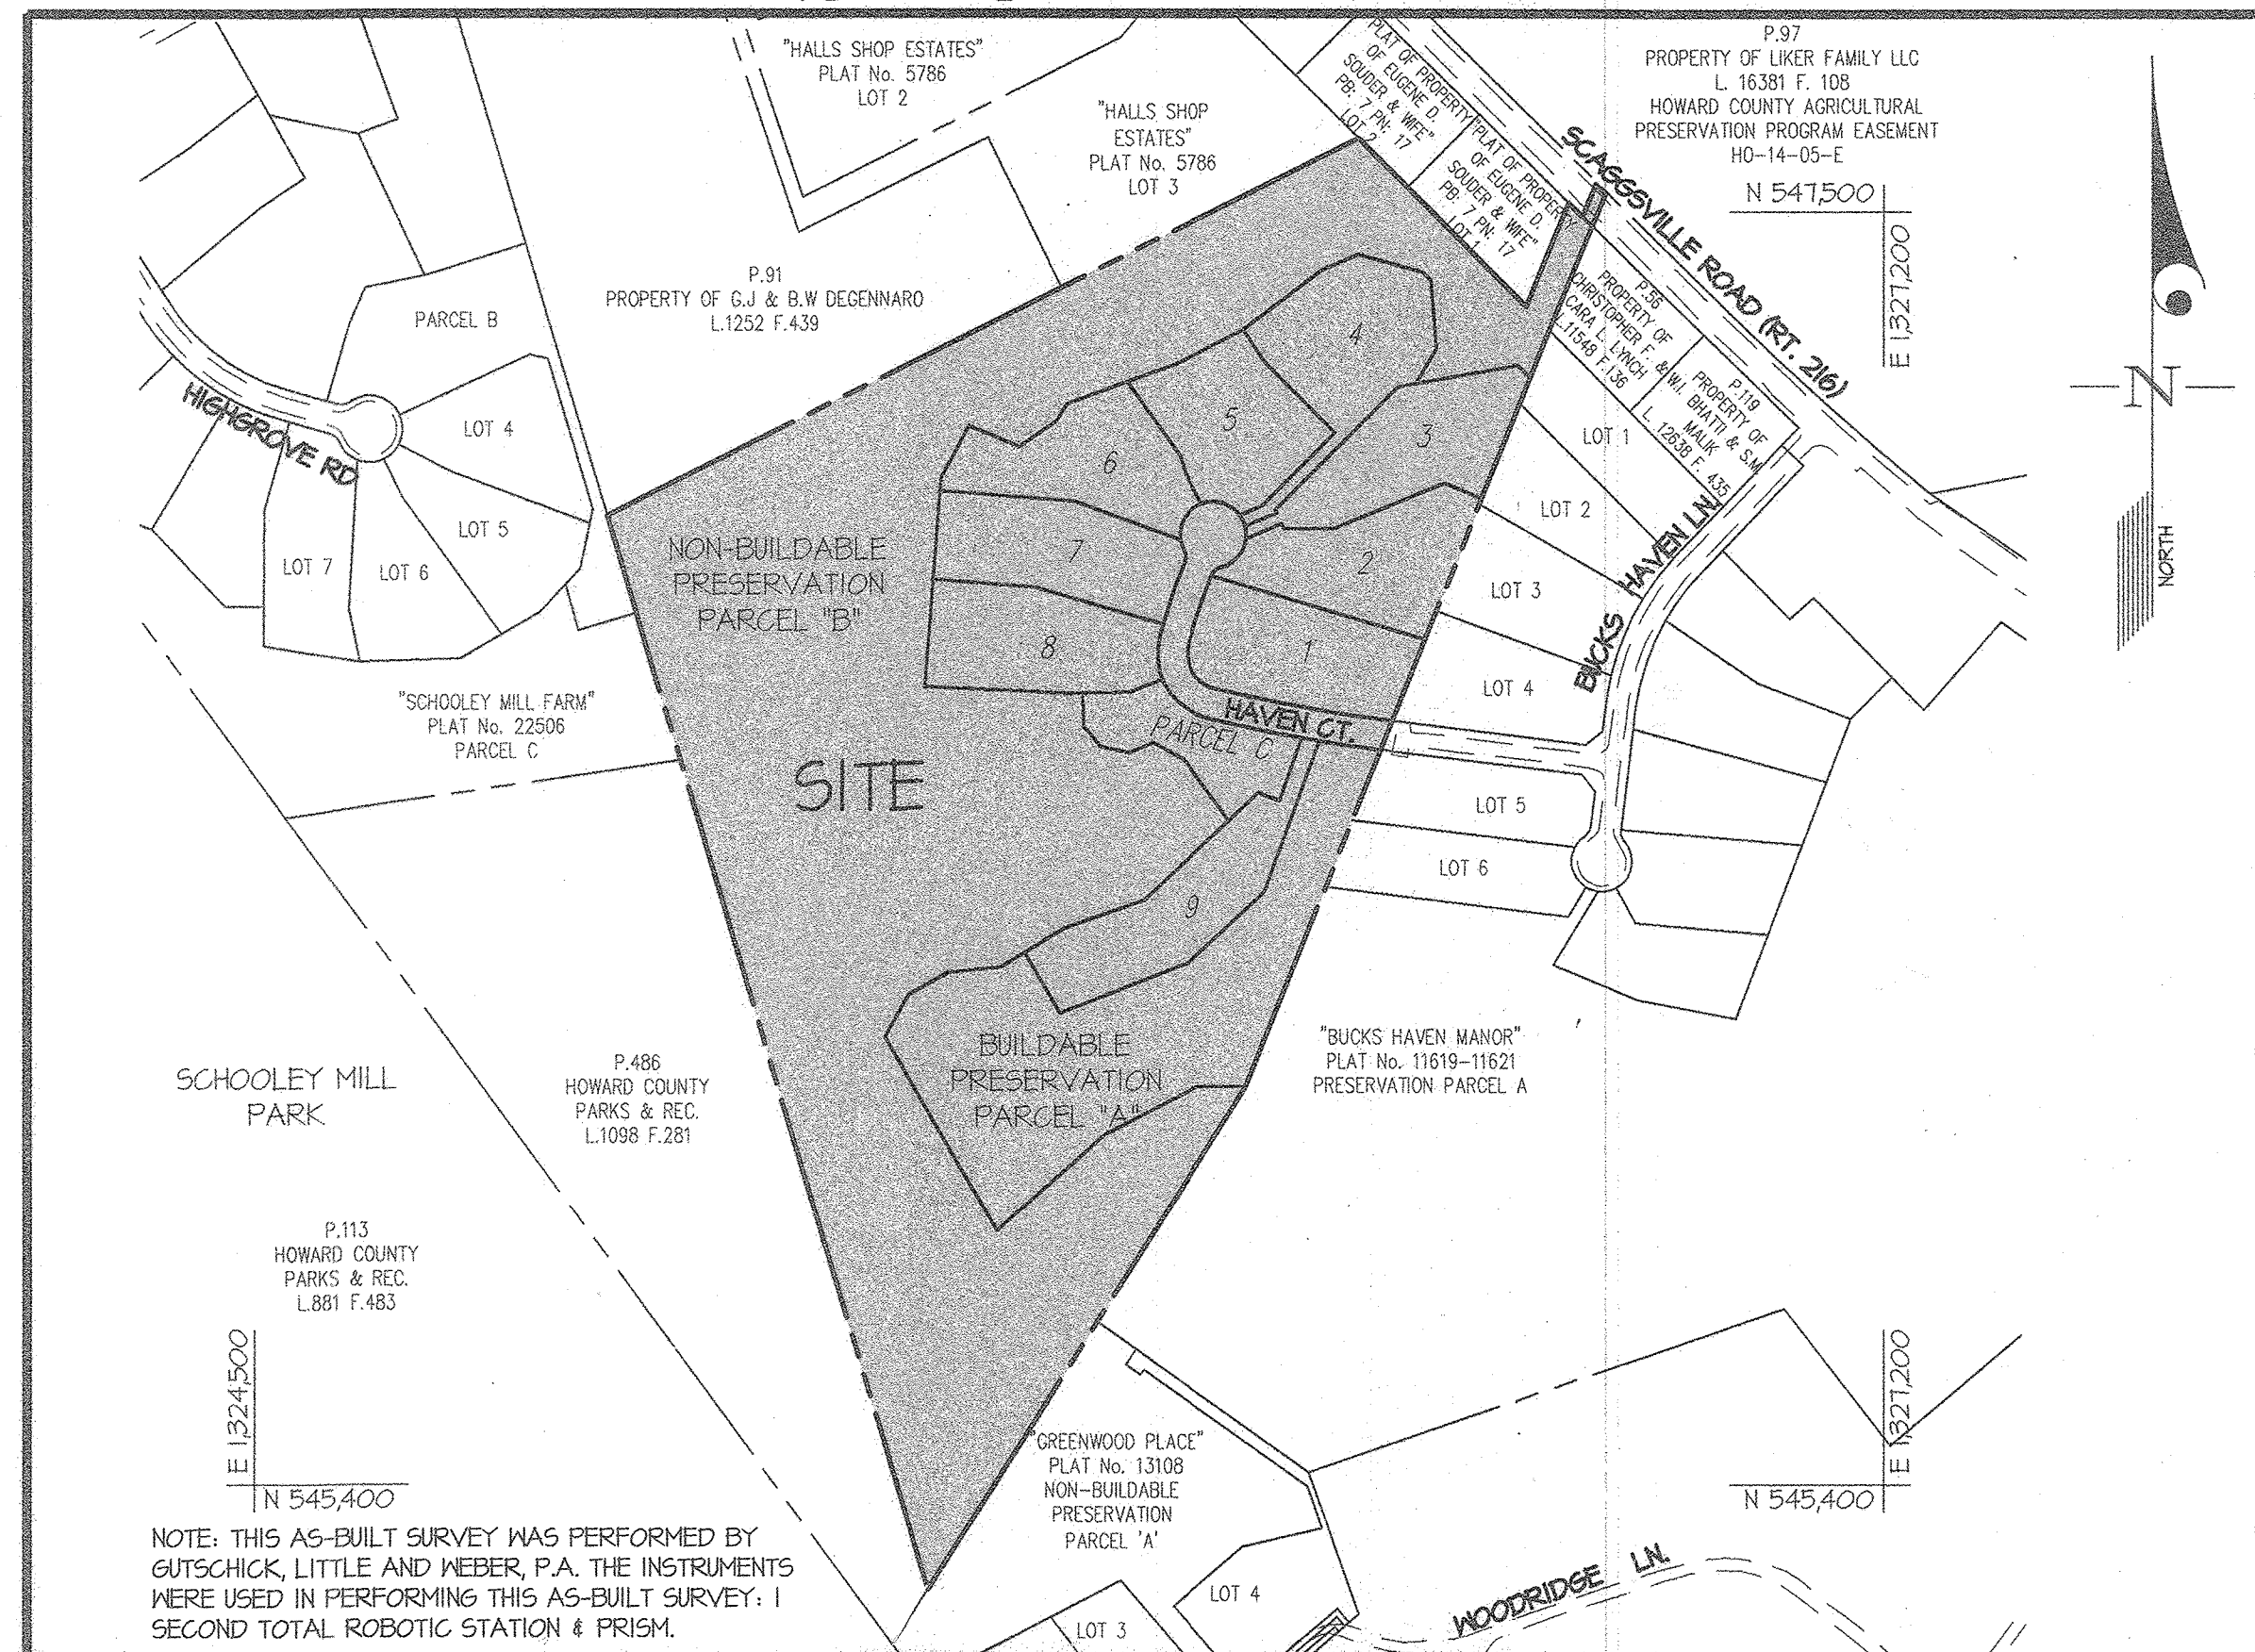 "HALLS SHOP ESTATES"
PLAT No. 5786
LOT 2
"HALLS SHOP
ESTATES"
PLAT No. 5786
LOT 3
"PLAT OF PROPERTY
OF EUGENE D.
SOUDER & WIFE"
PB: 7 PN: 17
LOT 2
"PLAT OF PROPERTY
OF EUGENE D.
SOUDER & WIFE"
PB: 7 PN: 17
LOT 1
P.97
PROPERTY OF LIKER FAMILY LLC
L. 16381 F. 108
HOWARD COUNTY AGRICULTURAL
PRESERVATION PROGRAM EASEMENT
HO-14-05-E
N 547,500
E 1,327,200
SCAGGSVILLE ROAD (RT. 216)
N
NORTH
P.91
PROPERTY OF G.J & B.W DEGENNARO
L.1252 F.439
PARCEL B
HIGHGROVE RD
LOT 4
LOT 5
LOT 6
LOT 7
P.56
PROPERTY OF
CHRISTOPHER F. &
CARA L. LYNCH
L.11548 F.136
P.119
PROPERTY OF
W.I. BHATTI & S.M.
MALIK
L. 12638 F. 435
4
5
3
6
7
2
8
1
LOT 1
LOT 2
LOT 3
LOT 4
LOT 5
LOT 6
BUCKS HAVEN LN.
NON-BUILDABLE
PRESERVATION
PARCEL "B"
HAVEN CT.
PARCEL C
SITE
9
"SCHOOLEY MILL FARM"
PLAT No. 22506
PARCEL C
BUILDABLE
PRESERVATION
PARCEL "A"
"BUCKS HAVEN MANOR"
PLAT No. 11619-11621
PRESERVATION PARCEL A
SCHOOLEY MILL
PARK
P.486
HOWARD COUNTY
PARKS & REC.
L.1098 F.281
P.113
HOWARD COUNTY
PARKS & REC.
L.881 F.483
E 1,324,500
N 545,400
"GREENWOOD PLACE"
PLAT No. 13108
NON-BUILDABLE
PRESERVATION
PARCEL 'A'
LOT 4
LOT 3
WOODRIDGE LN.
E 1,327,200
N 545,400
NOTE: THIS AS-BUILT SURVEY WAS PERFORMED BY
GUTSCHICK, LITTLE AND WEBER, P.A. THE INSTRUMENTS
WERE USED IN PERFORMING THIS AS-BUILT SURVEY: 1
SECOND TOTAL ROBOTIC STATION & PRISM.